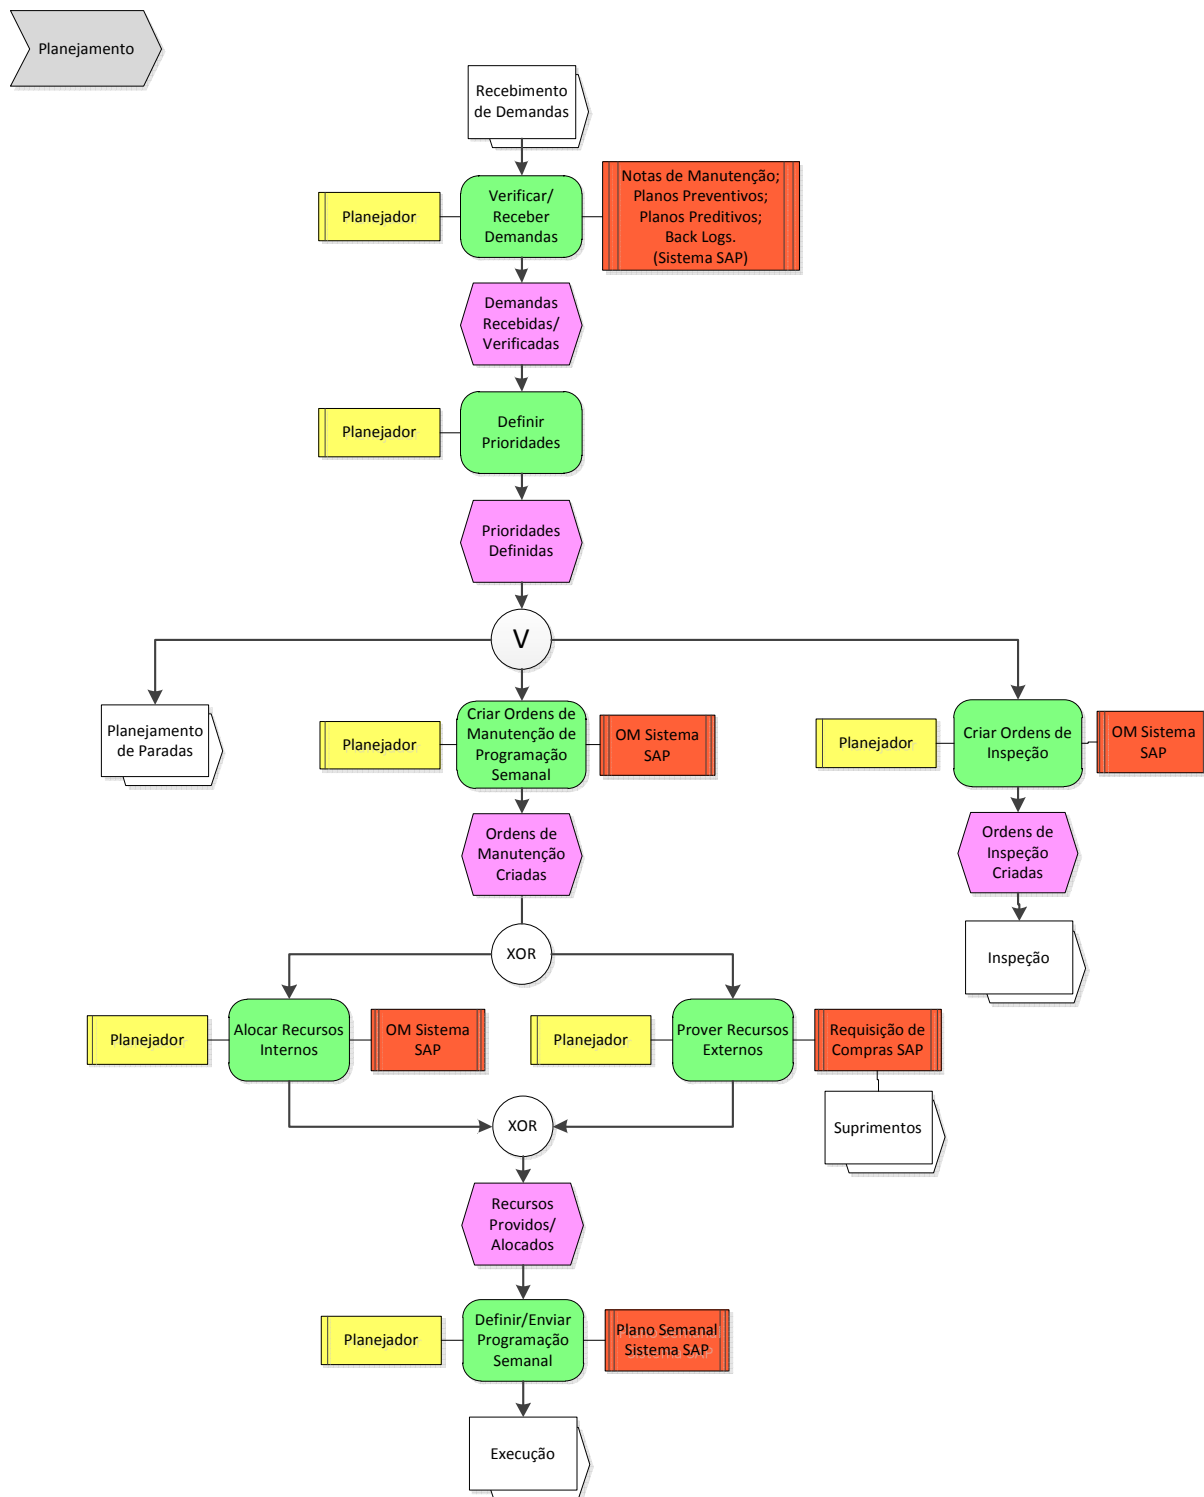 Planejamento
Recebimento
de Demandas
Planejador
Verificar/
Receber
Demandas
Notas de Manutenção;
Planos Preventivos;
Planos Preditivos;
Back Logs.
(Sistema SAP)
Demandas
Recebidas/
Verificadas
Planejador
Definir
Prioridades
Prioridades
Definidas
V
Planejamento
de Paradas
Planejador
Criar Ordens de
Manutenção de
Programação
Semanal
OM Sistema
SAP
Planejador
Criar Ordens de
Inspeção
OM Sistema
SAP
Ordens de
Manutenção
Criadas
Ordens de
Inspeção
Criadas
XOR
Inspeção
Planejador
Alocar Recursos
Internos
OM Sistema
SAP
Planejador
Prover Recursos
Externos
Requisição de
Compras SAP
XOR
Suprimentos
Recursos
Providos/
Alocados
Planejador
Definir/Enviar
Programação
Semanal
Plano Semanal
Sistema SAP
Execução